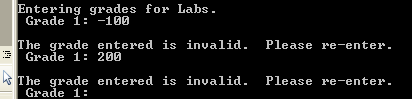 Entering grades for Labs.
Grade 1: -100
The grade entered is invalid.  Please re-enter.
Grade 1: 200
The grade entered is invalid.  Please re-enter.
Grade 1: